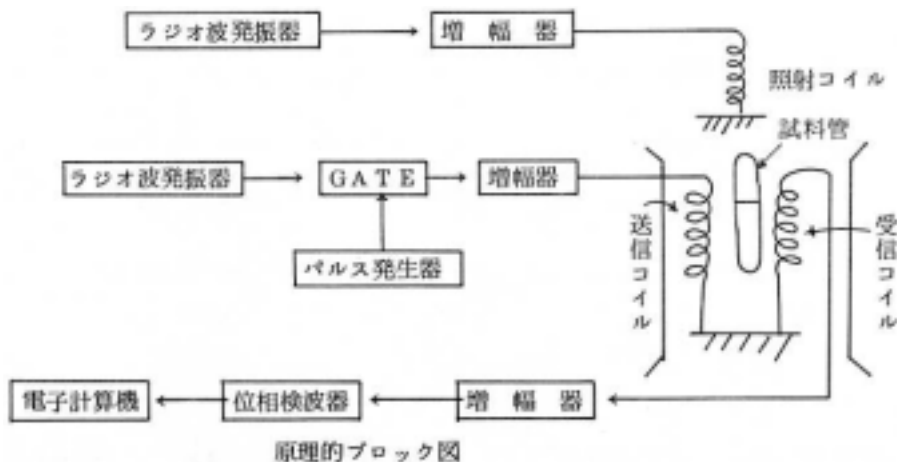 ラジオ波発振器
増幅器
照射コイル
試料管
ラジオ波発振器
GATE
増幅器
送信コイル
受信コイル
パルス発生器
電子計算機
位相検波器
増幅器
原理的ブロック図